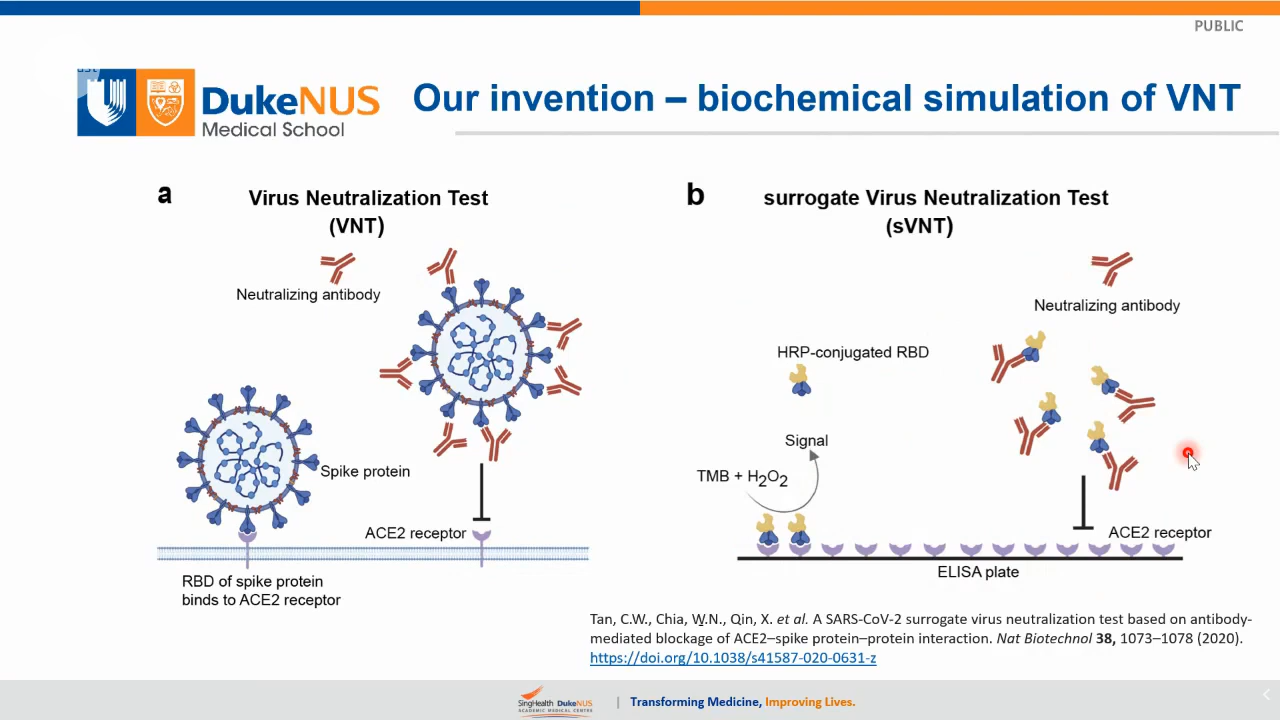 PUBLIC
DukeNUS
Medical School
Our invention – biochemical simulation of VNT
a
Virus Neutralization Test
(VNT)
Neutralizing antibody
Spike protein
ACE2 receptor
RBD of spike protein
binds to ACE2 receptor
b
surrogate Virus Neutralization Test
(sVNT)
Neutralizing antibody
HRP-conjugated RBD
Signal
TMB + H2O2
ACE2 receptor
ELISA plate
Tan, C.W., Chia, W.N., Qin, X. et al. A SARS-CoV-2 surrogate virus neutralization test based on antibody-
mediated blockage of ACE2–spike protein–protein interaction. Nat Biotechnol 38, 1073–1078 (2020).
https://doi.org/10.1038/s41587-020-0631-z
SingHealth DukeNUS
ACADEMIC MEDICAL CENTRE
| Transforming Medicine, Improving Lives.